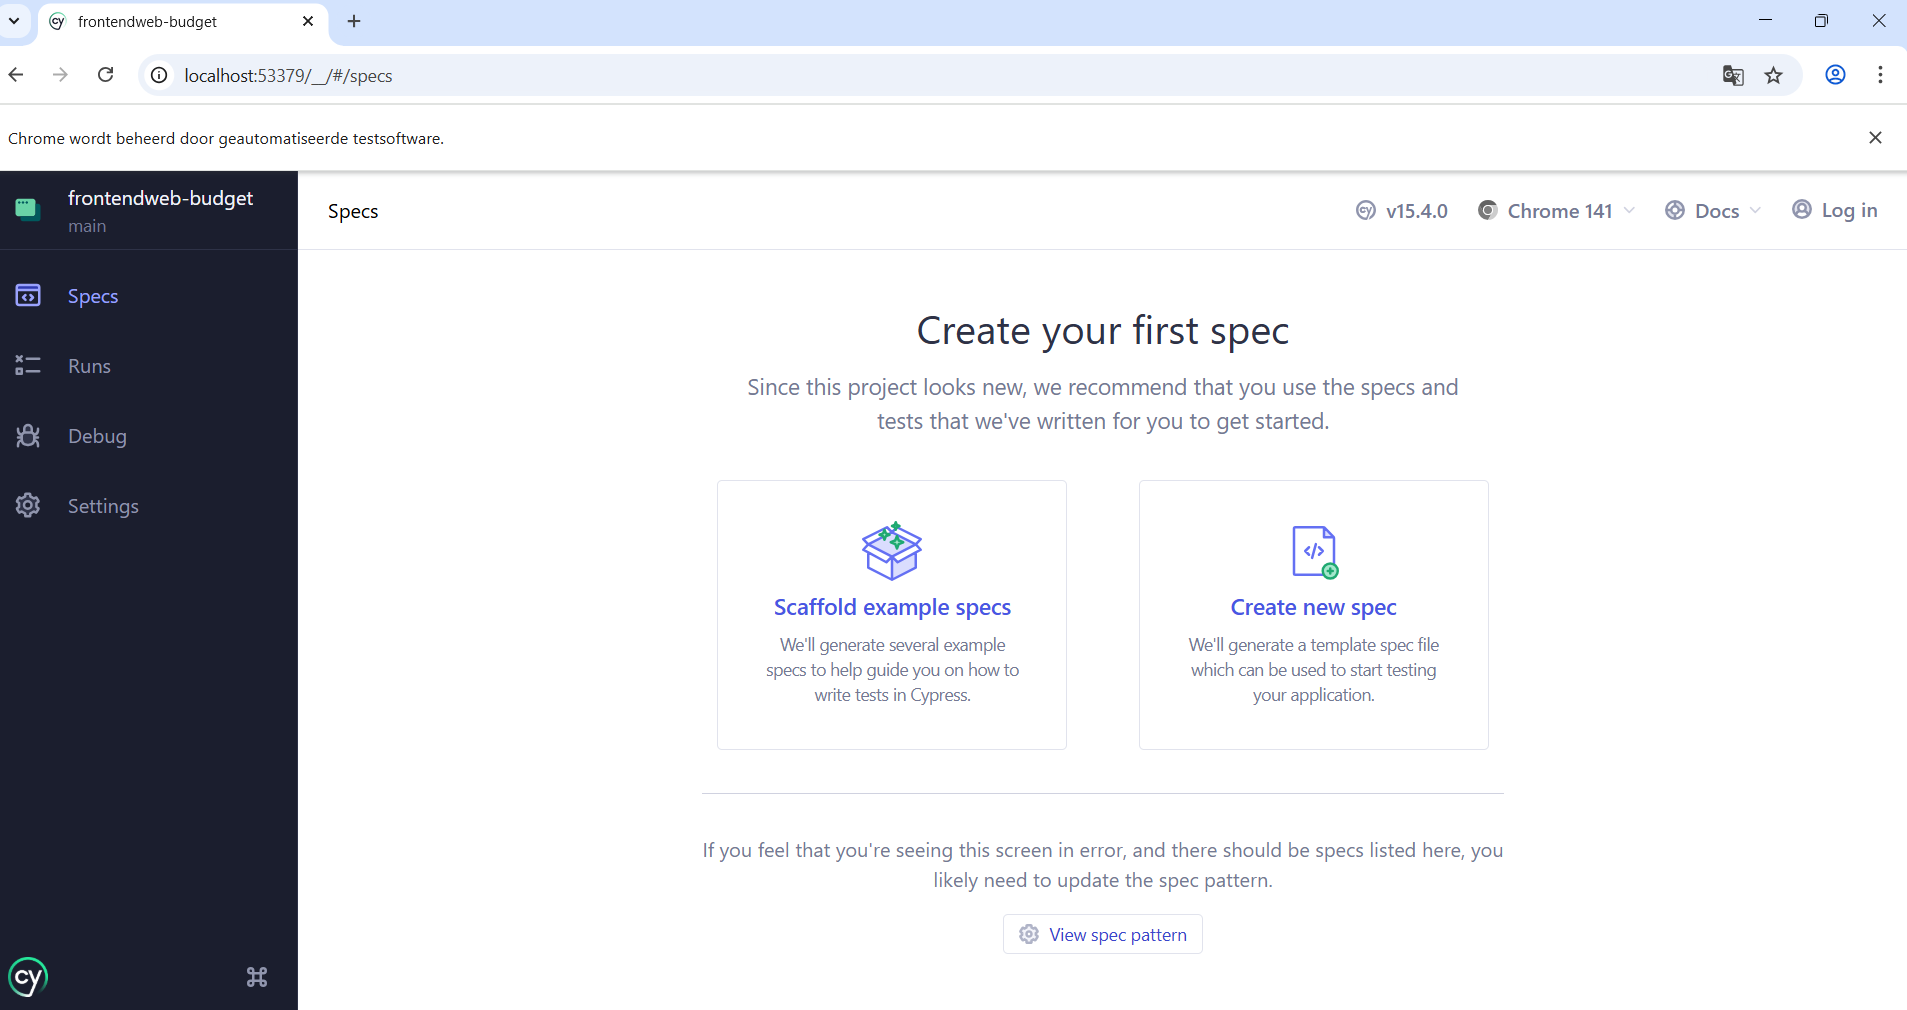 frontendweb-budget
localhost:53379/__/#/specs
Chrome wordt beheerd door geautomatiseerde testsoftware.
frontendweb-budget
main
Specs
v15.4.0
Chrome 141
Docs
Log in
Specs
Runs
Debug
Settings
Create your first spec
Since this project looks new, we recommend that you use the specs and
tests that we've written for you to get started.
Scaffold example specs
We'll generate several example
specs to help guide you on how to
write tests in Cypress.
Create new spec
We'll generate a template spec file
which can be used to start testing
your application.
If you feel that you're seeing this screen in error, and there should be specs listed here, you
likely need to update the spec pattern.
View spec pattern
cy